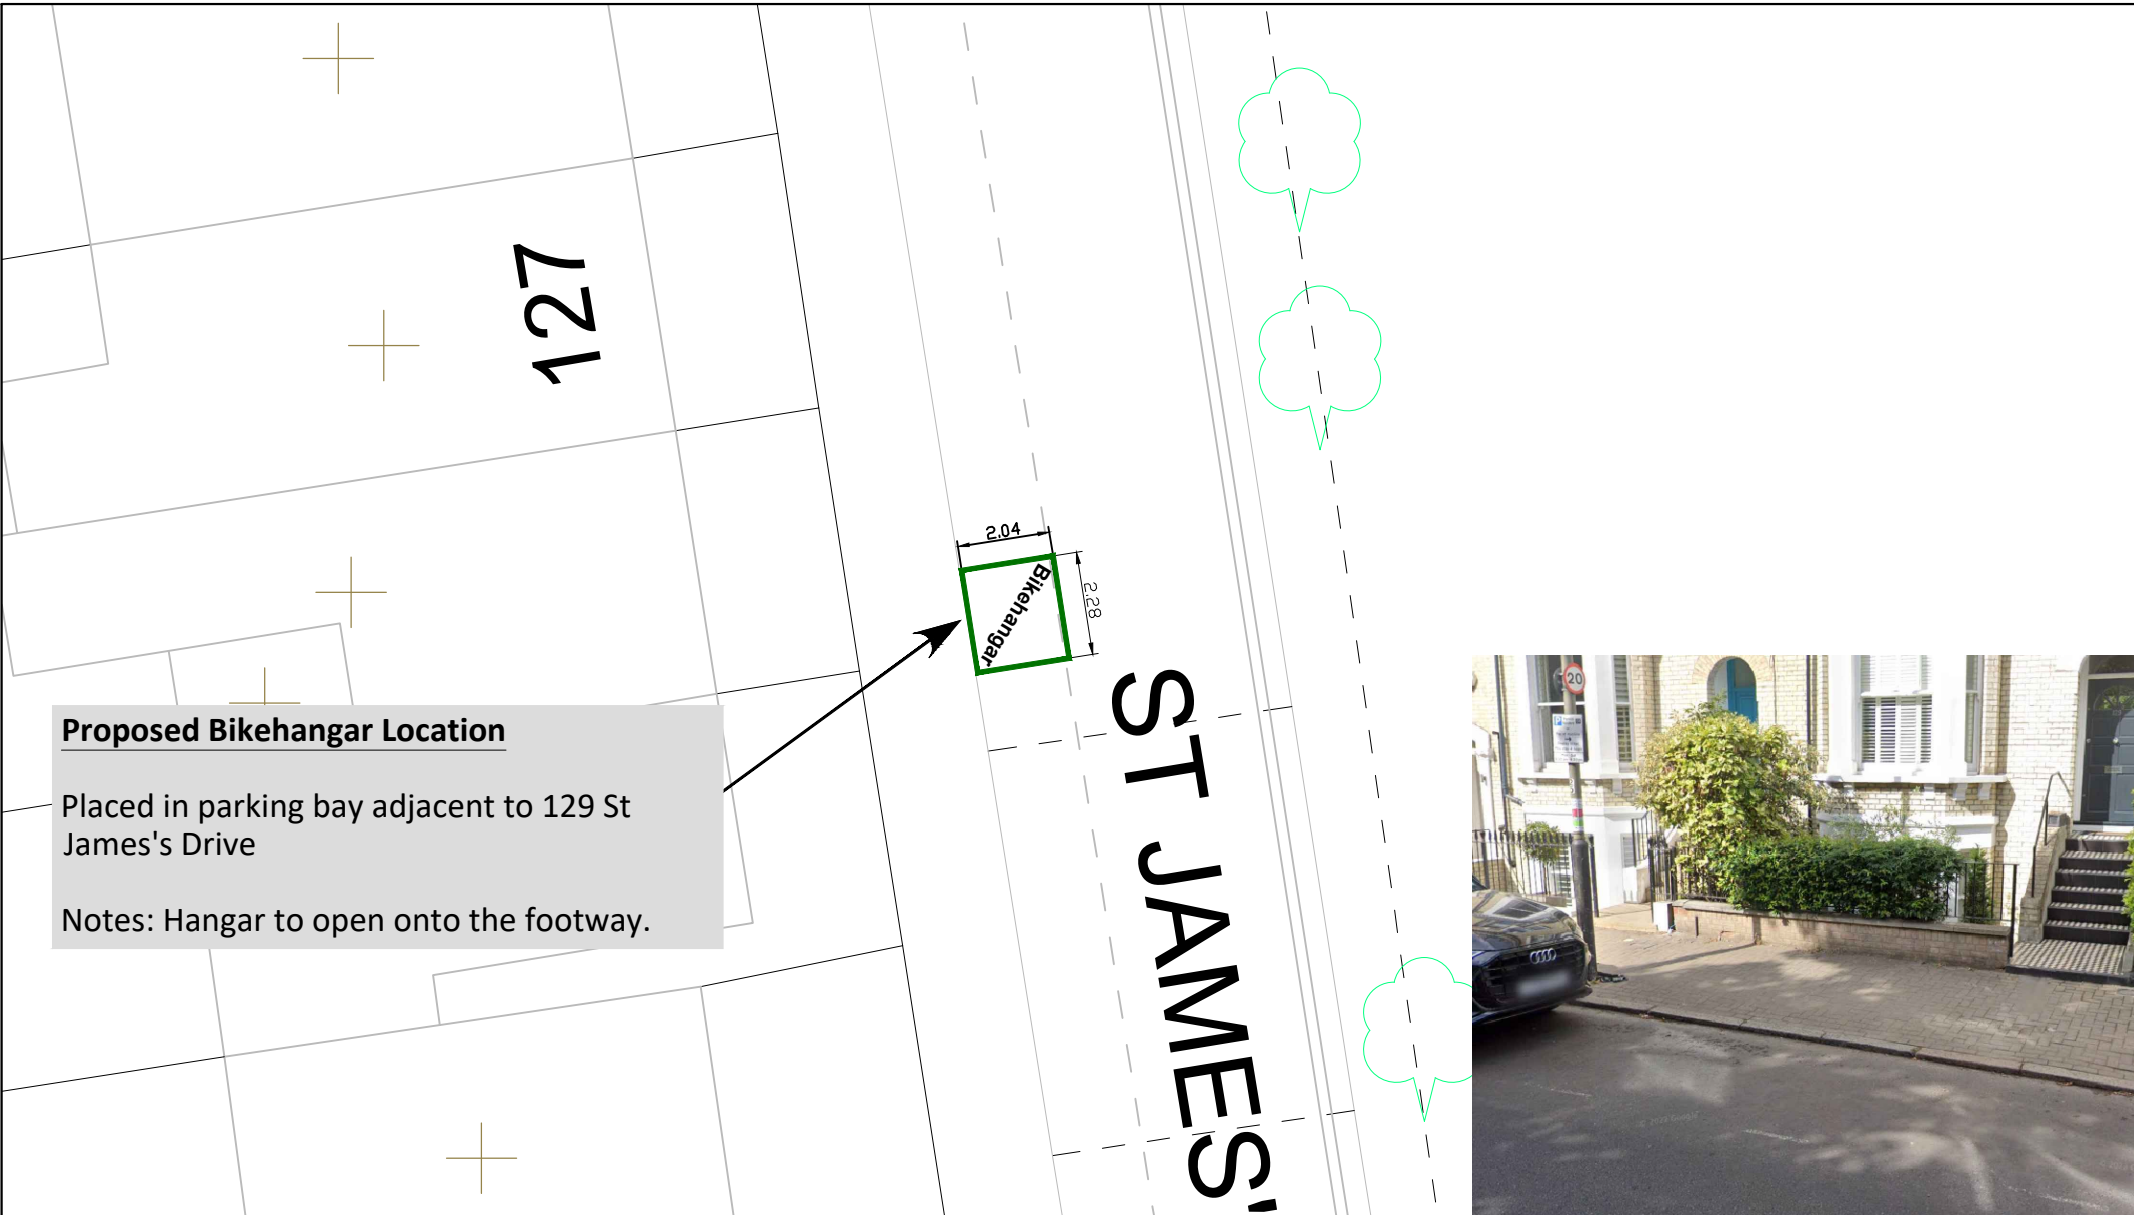 127
2.04
2.28
Bikehangar
ST JAMES'
Proposed Bikehangar Location
Placed in parking bay adjacent to 129 St
James's Drive
Notes: Hangar to open onto the footway.
20
P